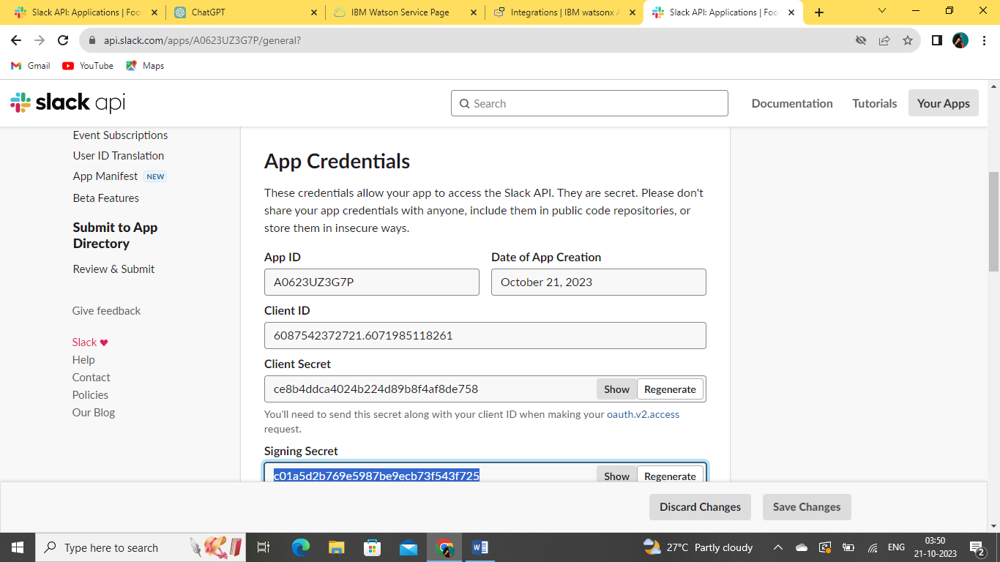 Slack API: Applications | Foo
ChatGPT
IBM Watson Service Page
Integrations | IBM watsonx A
Slack API: Applications | Foo
api.slack.com/apps/A0623UZ3G7P/general?
Gmail
YouTube
Maps
slack api
Search
Documentation
Tutorials
Your Apps
Event Subscriptions
User ID Translation
App Manifest NEW
Beta Features
Submit to App
Directory
Review & Submit
Give feedback
Slack
Help
Contact
Policies
Our Blog
App Credentials
These credentials allow your app to access the Slack API. They are secret. Please don't
share your app credentials with anyone, include them in public code repositories, or
store them in insecure ways.
App ID
Date of App Creation
A0623UZ3G7P
October 21, 2023
Client ID
6087542372721.6071985118261
Client Secret
ce8b4ddca4024b224d89b8f4af8de758
Show
Regenerate
You'll need to send this secret along with your client ID when making your oauth.v2.access
request.
Signing Secret
c01a5d2b769e5987be9ecb73f543f725
Show
Regenerate
Discard Changes
Save Changes
Type here to search
W
27°C Partly cloudy
ENG
03:50
21-10-2023
2